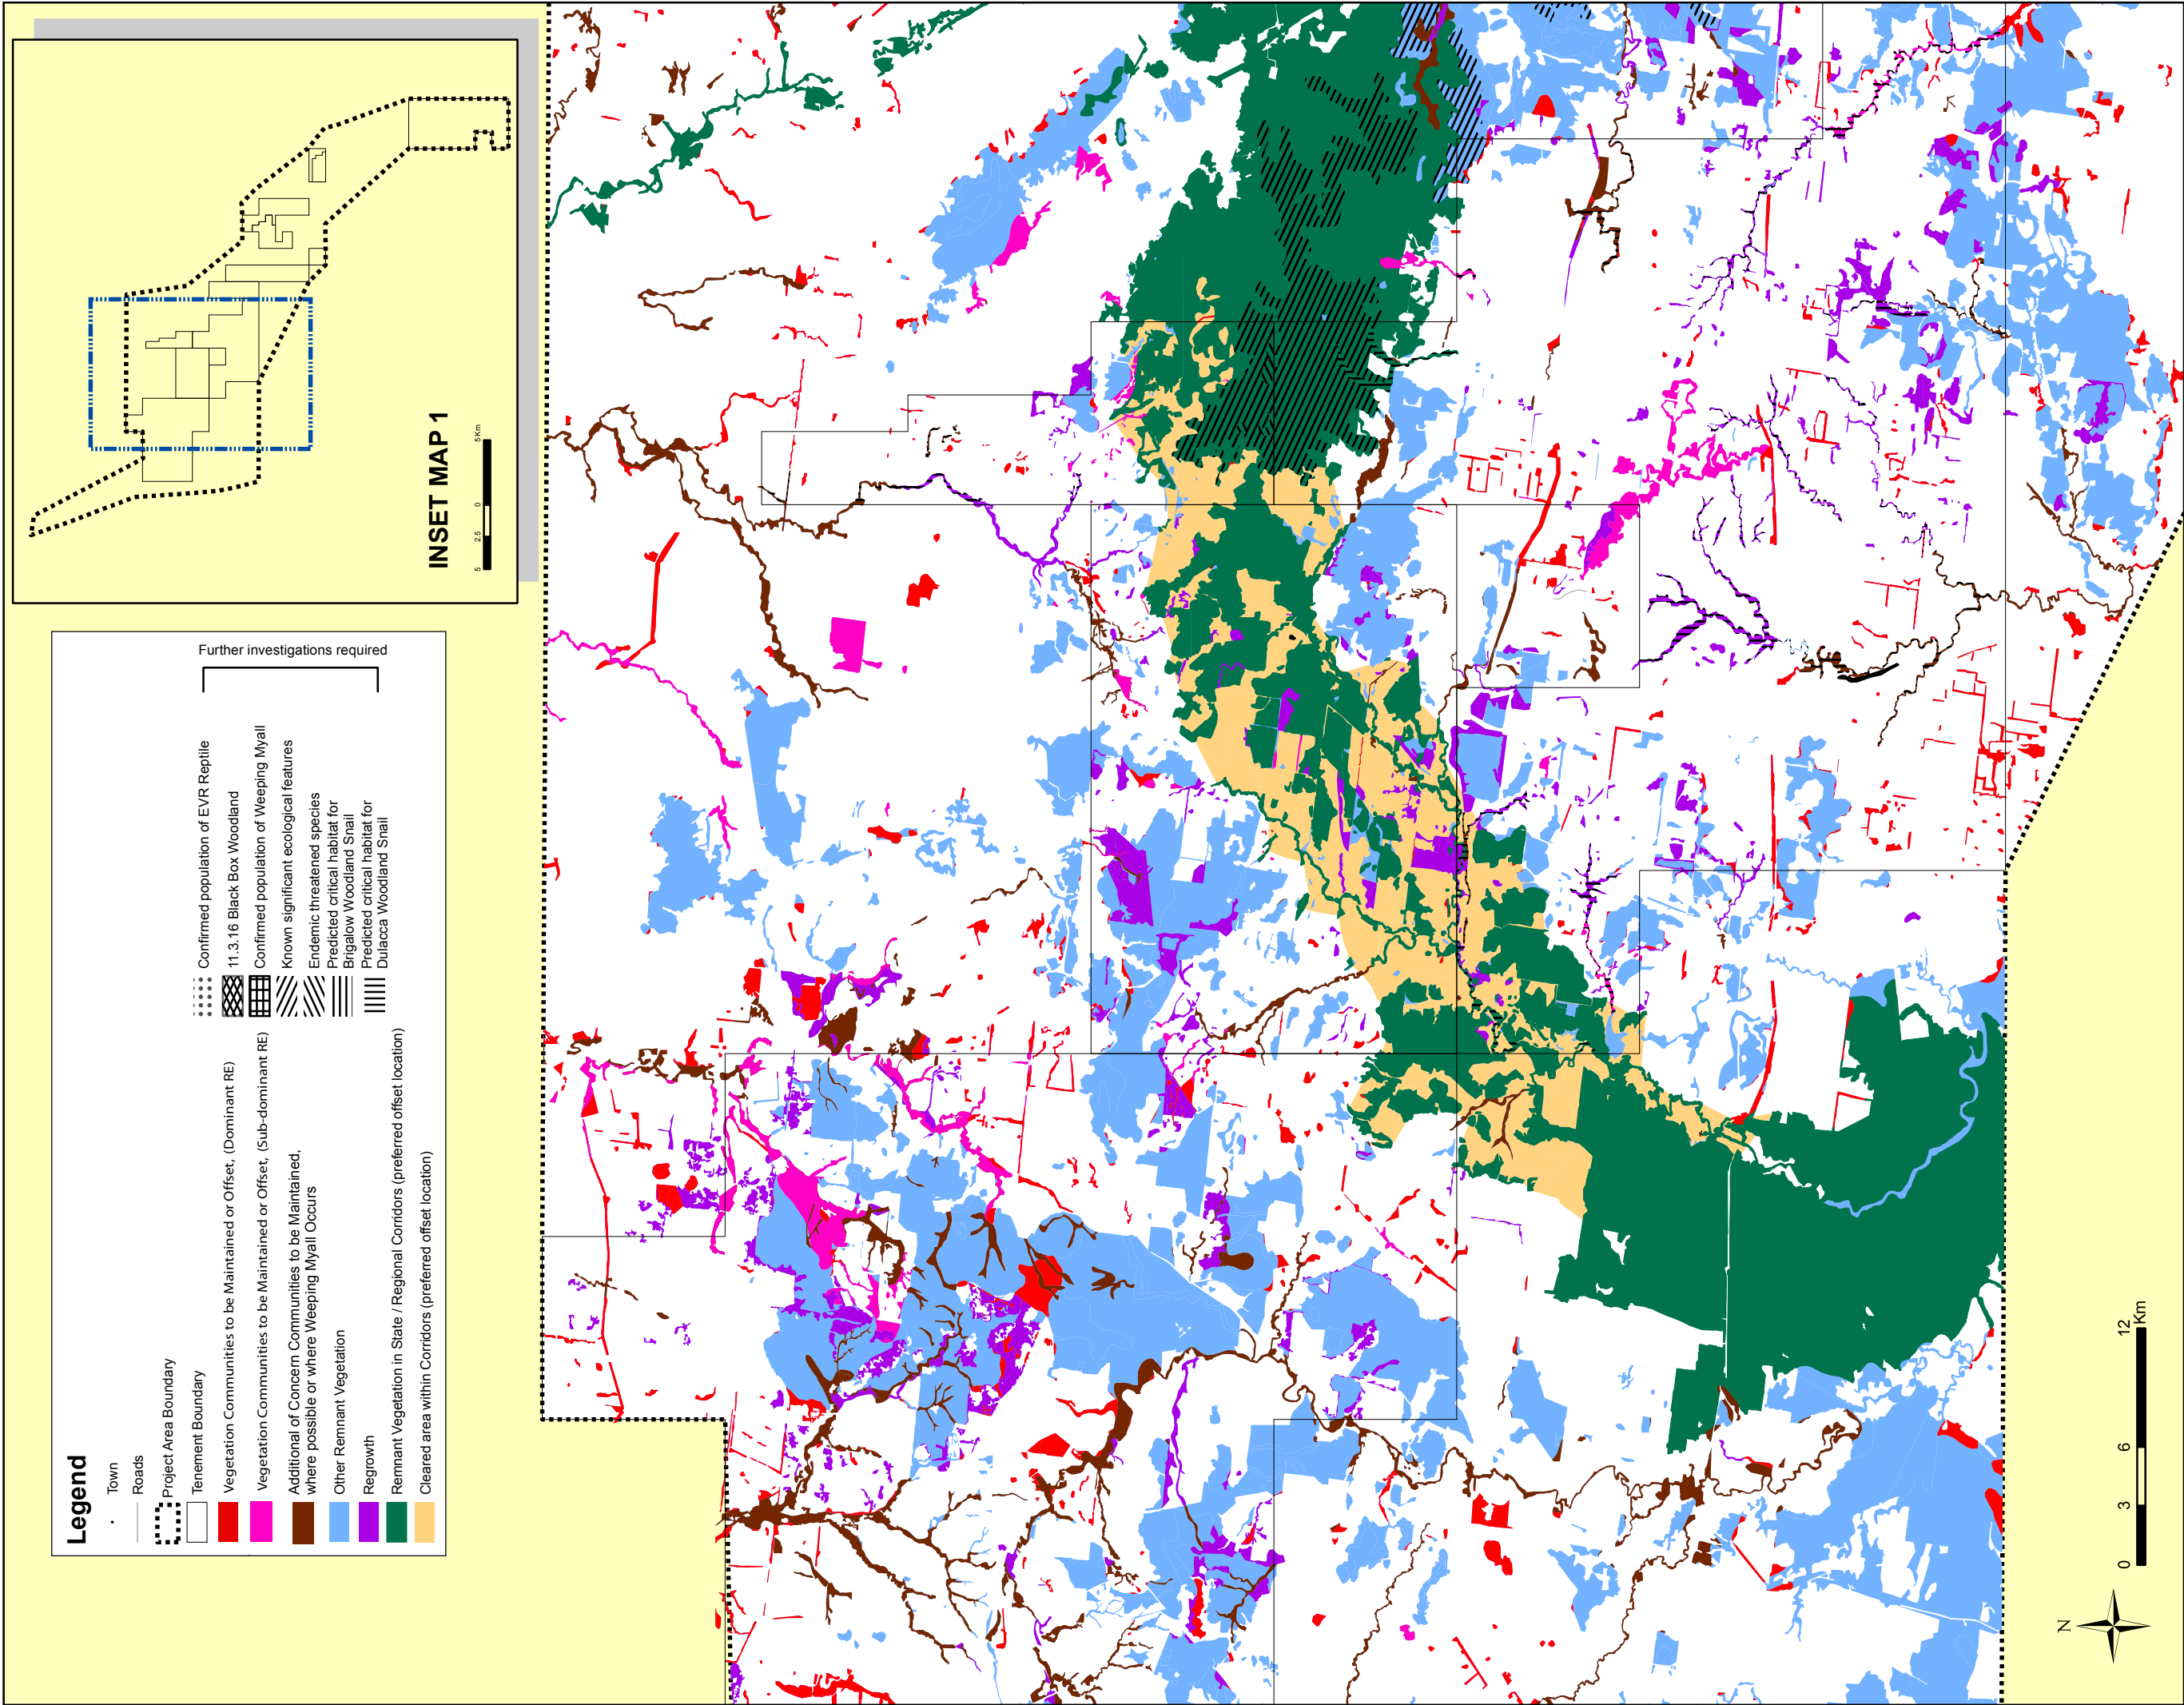 Legend
Town
Roads
Project Area Boundary
Tenement Boundary
Vegetation Communities to be Maintained or Offset, (Dominant RE)
Vegetation Communities to be Maintained or Offset, (Sub-dominant RE)
Additional of Concern Communities to be Maintained,
where possible or where Weeping Myall Occurs
Other Remnant Vegetation
Regrowth
Remnant Vegetation in State / Regional Corridors (preferred offset location)
Cleared area within Corridors (preferred offset location)
Confirmed population of EVR Reptile
11.3.16 Black Box Woodland
Confirmed population of Weeping Myall
Known significant ecological features
Endemic threatened species
Predicted critical habitat for
Brigalow Woodland Snail
Predicted critical habitat for
Dulacca Woodland Snail
Further investigations required
INSET MAP 1
5 2.5 0 5 Km
N
0 3 6 12
Km